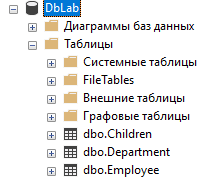 DbLab
Диаграммы баз данных
Таблицы
Системные таблицы
FileTables
Внешние таблицы
Графовые таблицы
dbo.Children
dbo.Department
dbo.Employee